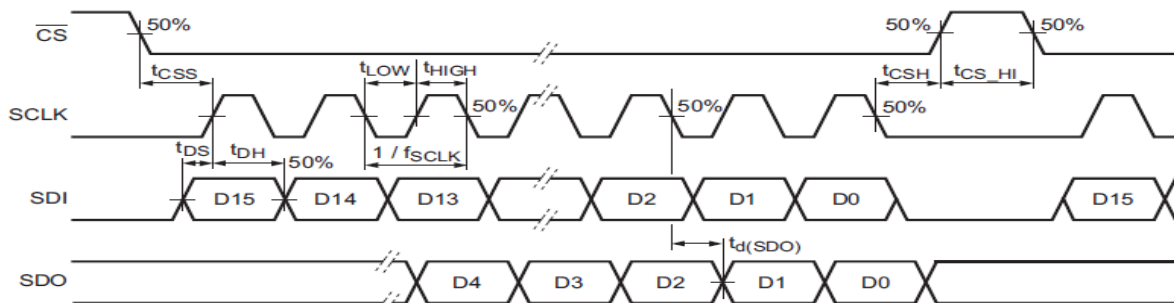 CS 50% 50% 50%
tCSS tLOW tHIGH tCSH tCS_HI
SCLK 50% 50% 50%
tDS tDH 50% 1 / fSCLK
SDI D15 D14 D13 D2 D1 D0 D15
td(SDO)
SDO D4 D3 D2 D1 D0